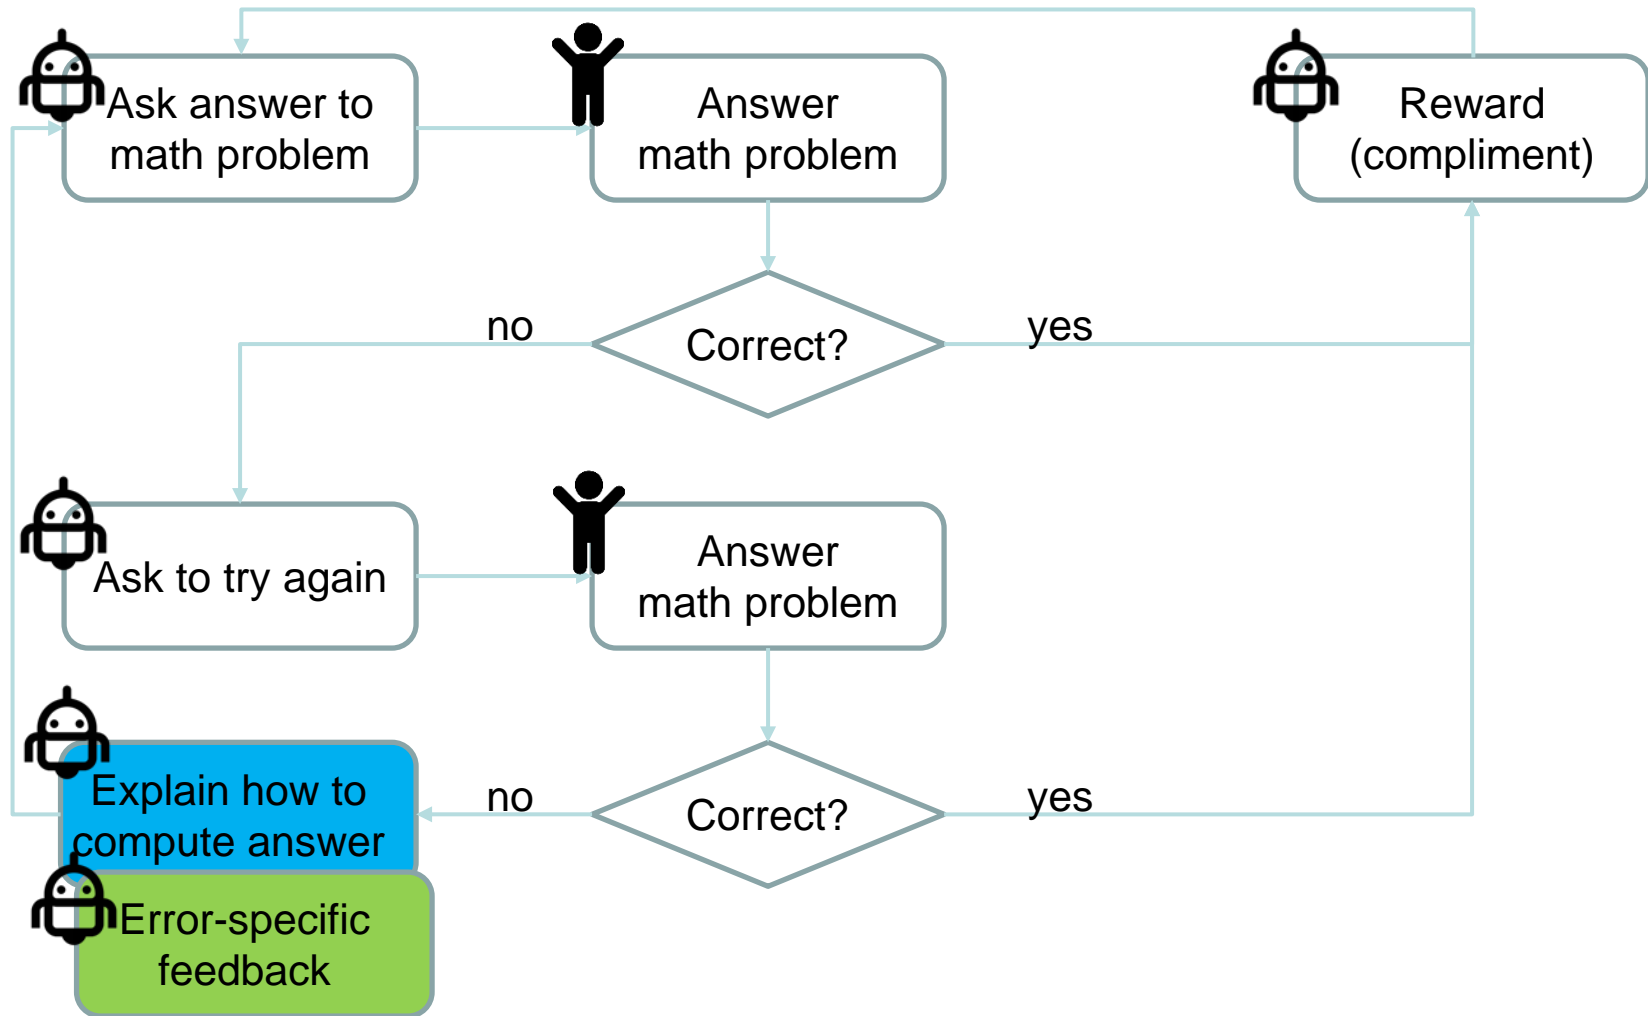 Ask answer to
math problem
Answer
math problem
Reward
(compliment)
no
Correct?
yes
Ask to try again
Answer
math problem
Explain how to
compute answer
no
Correct?
yes
Error-specific
feedback